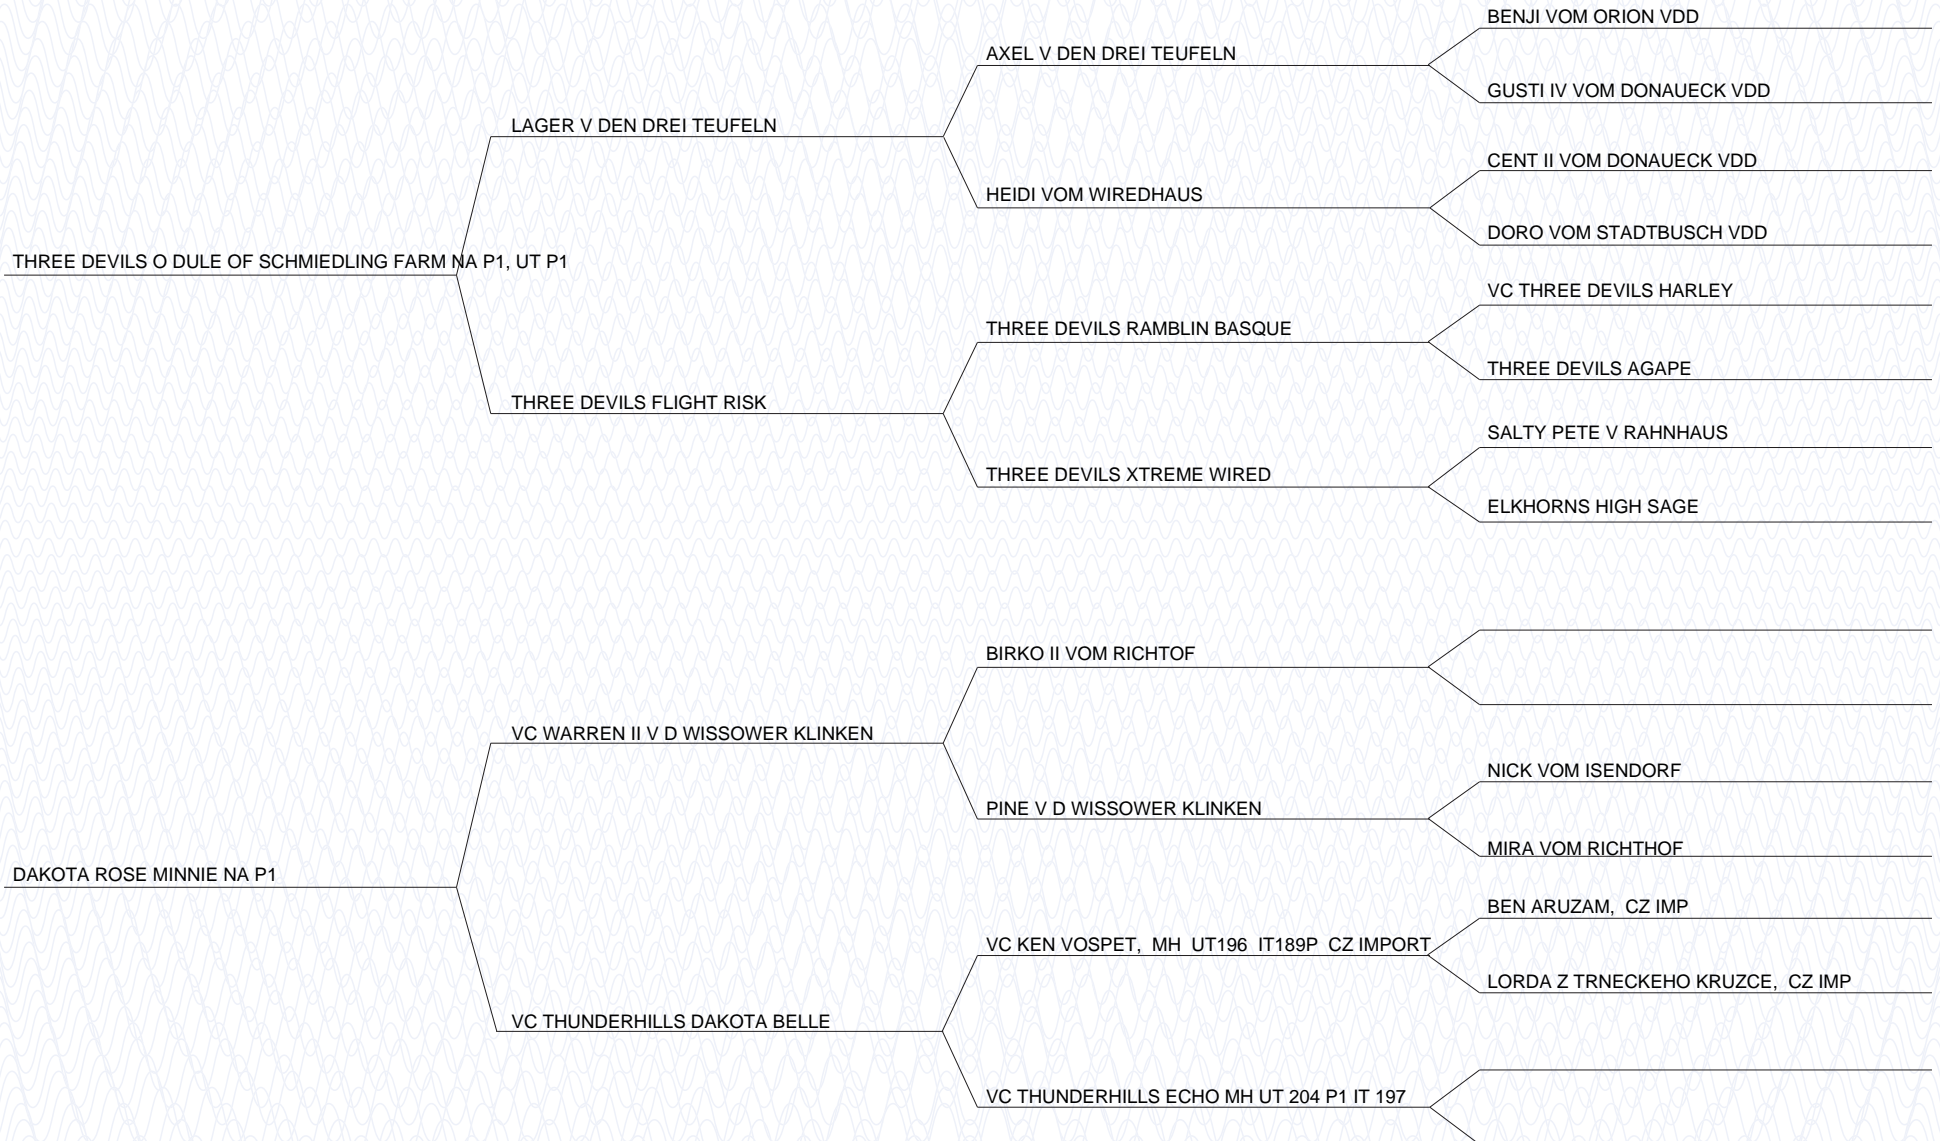 BENJI VOM ORION VDD
AXEL V DEN DREI TEUFELN
GUSTI IV VOM DONAUECK VDD
LAGER V DEN DREI TEUFELN
CENT II VOM DONAUECK VDD
HEIDI VOM WIREDHAUS
DORO VOM STADTBUSCH VDD
THREE DEVILS O DULE OF SCHMIEDLING FARM NA P1, UT P1
VC THREE DEVILS HARLEY
THREE DEVILS RAMBLIN BASQUE
THREE DEVILS AGAPE
THREE DEVILS FLIGHT RISK
SALTY PETE V RAHNHAUS
THREE DEVILS XTREME WIRED
ELKHORNS HIGH SAGE
BIRKO II VOM RICHTOF
VC WARREN II V D WISSOWER KLINKEN
NICK VOM ISENDORF
PINE V D WISSOWER KLINKEN
MIRA VOM RICHTHOF
DAKOTA ROSE MINNIE NA P1
BEN ARUZAM, CZ IMP
VC KEN VOSPET, MH UT196 IT189P CZ IMPORT
LORDA Z TRNECKEHO KRUZCE, CZ IMP
VC THUNDERHILLS DAKOTA BELLE
VC THUNDERHILLS ECHO MH UT 204 P1 IT 197